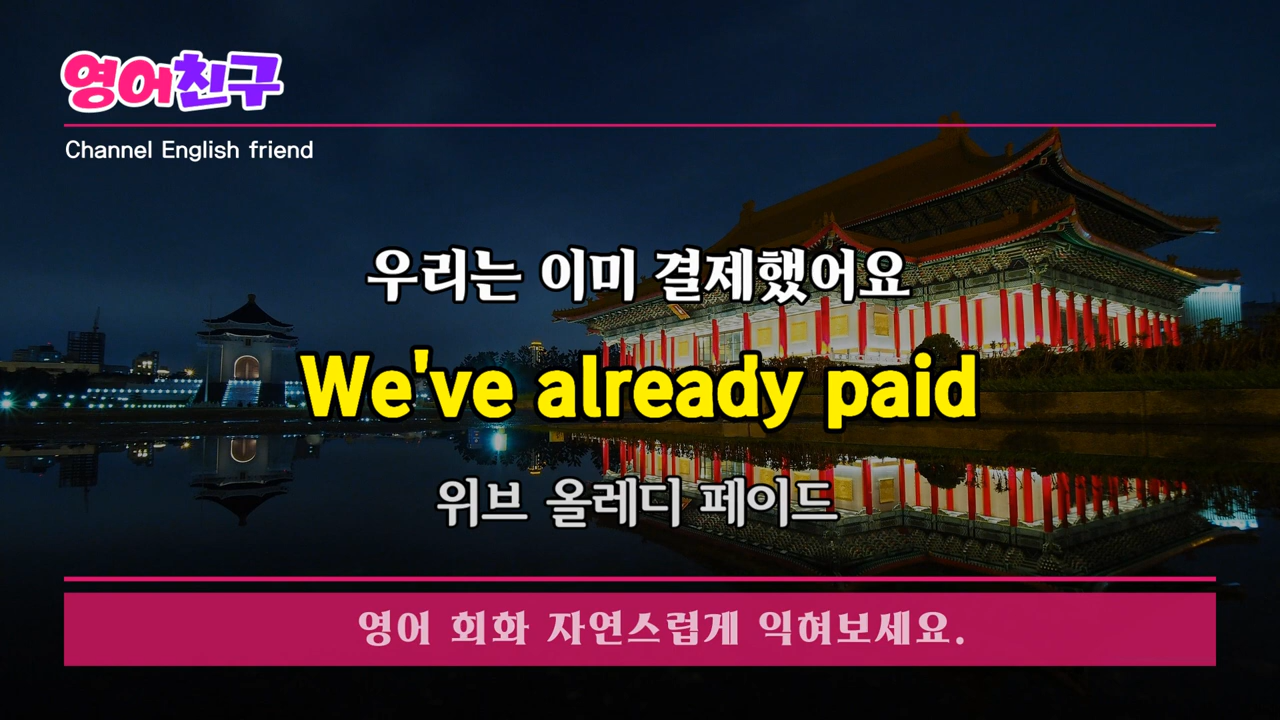 영어친구
Channel English friend
우리는 이미 결제했어요
We've already paid
위브 올레디 페이드
영어 회화 자연스럽게 익혀보세요.